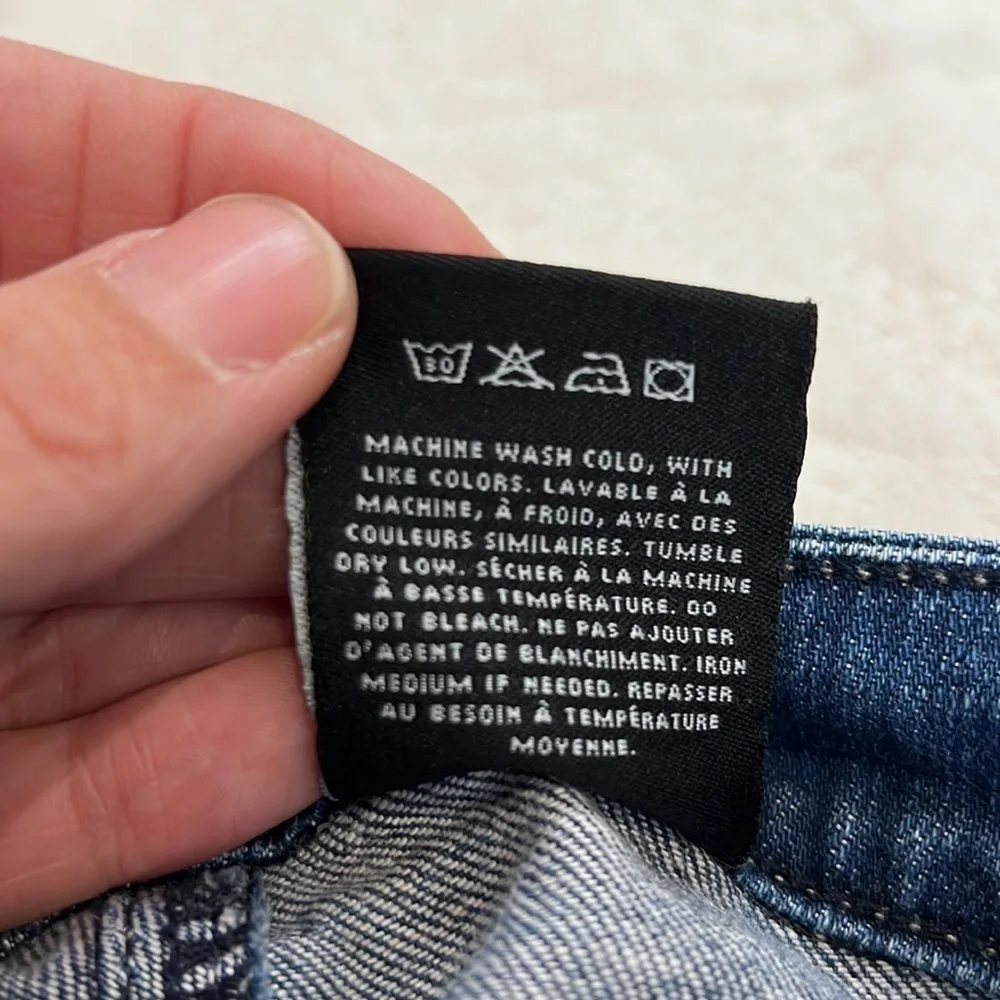 30
MACHINE WASH COLD, WITH
LIKE COLORS. LAVABLE À LA
MACHINE, À FROID, AVEC DES
COULEURS SIMILAIRES. TUMBLE
DRY LOW. SÉCHER À LA MACHINE
À BASSE TEMPÉRATURE. DO
NOT BLEACH. NE PAS AJOUTER
D'AGENT DE BLANCHIMENT. IRON
MEDIUM IF NEEDED. REPASSER
AU BESOIN À TEMPÉRATURE
MOYENNE.